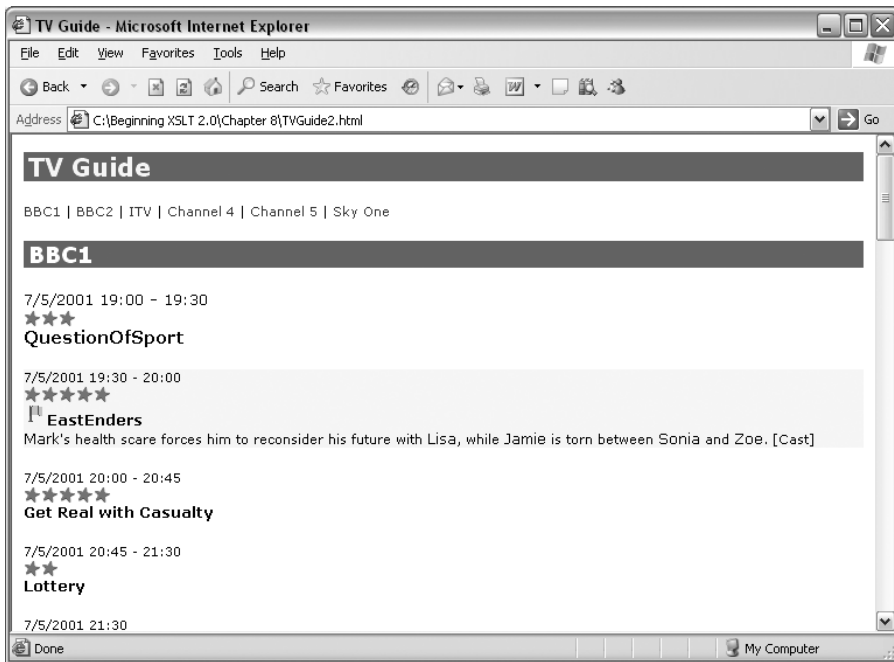 TV Guide - Microsoft Internet Explorer
File Edit View Favorites Tools Help
Back Search Favorites W
Address C:\Beginning XSLT 2.0\Chapter 8\TVGuide2.html Go
TV Guide
BBC1 | BBC2 | ITV | Channel 4 | Channel 5 | Sky One
BBC1
7/5/2001 19:00 - 19:30
QuestionOfSport
7/5/2001 19:30 - 20:00
EastEnders
Mark's health scare forces him to reconsider his future with Lisa, while Jamie is torn between Sonia and Zoe. [Cast]
7/5/2001 20:00 - 20:45
Get Real with Casualty
7/5/2001 20:45 - 21:30
Lottery
7/5/2001 21:30
Done My Computer